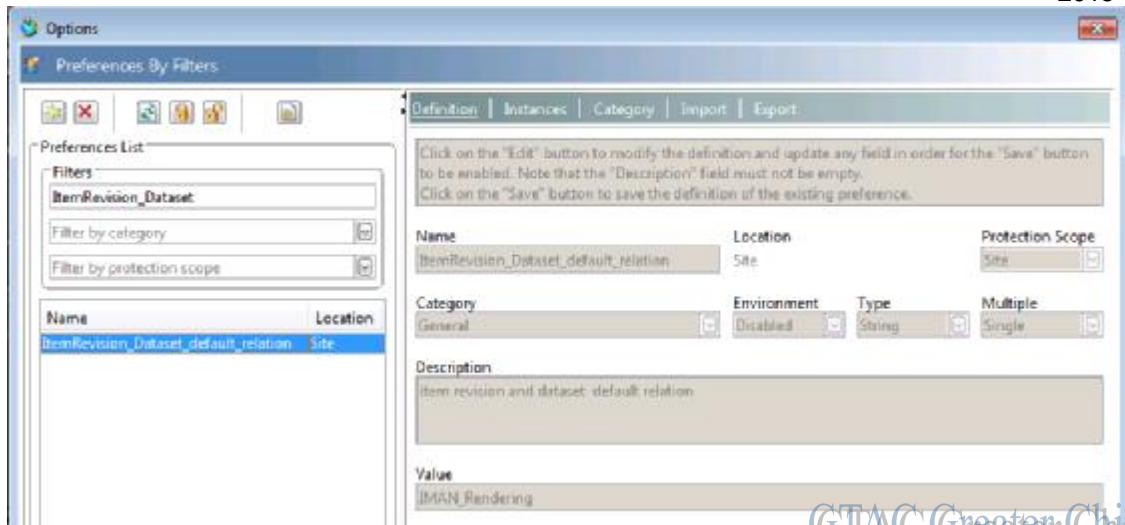 Options
Preferences By Filters
Preferences List
Filters
ItemRevision_Dataset
Filter by category
Filter by protection scope
Name Location
ItemRevision_Dataset_default_relation Site
Definition | Instances | Category | Import | Export
Click on the "Edit" button to modify the definition and update any field in order for the "Save" button
to be enabled. Note that the "Description" field must not be empty.
Click on the "Save" button to save the definition of the existing preference.
Name Location Protection Scope
ItemRevision_Dataset_default_relation Site Site
Category Environment Type Multiple
General Disabled String Single
Description
item revision and dataset default relation
Value
IMAN_Rendering
GTAC Greater Chi